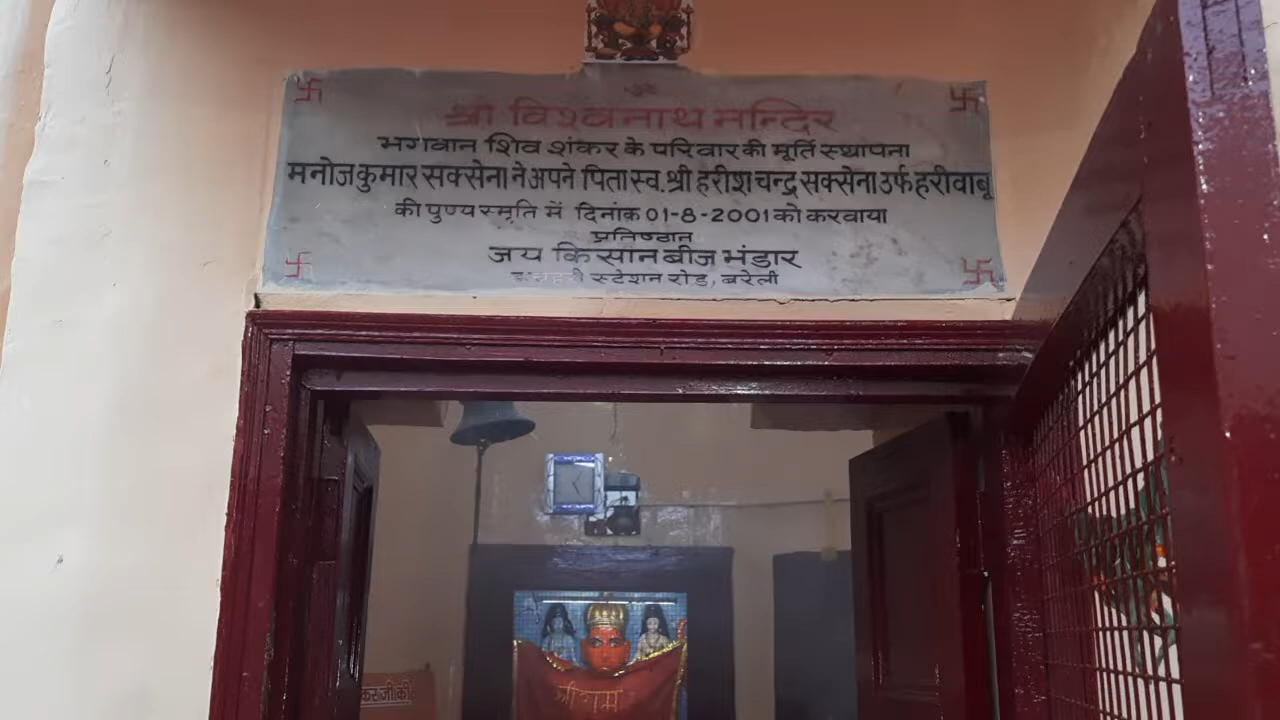 ॐ
श्री विश्वनाथ मन्दिर
भगवान शिव शंकर के परिवार की मूर्ति स्थापना
मनोज कुमार सक्सेना ने अपने पिता स्व. श्री हरीश चन्द्र सक्सेना उर्फ हरीबाबू
की पुण्य स्मृति में दिनांक 01-8-2001 को करवाया
प्रतिष्ठान
जय किसान बीज भंडार
स्टेशन रोड, बरेली
श्री राम
जी की